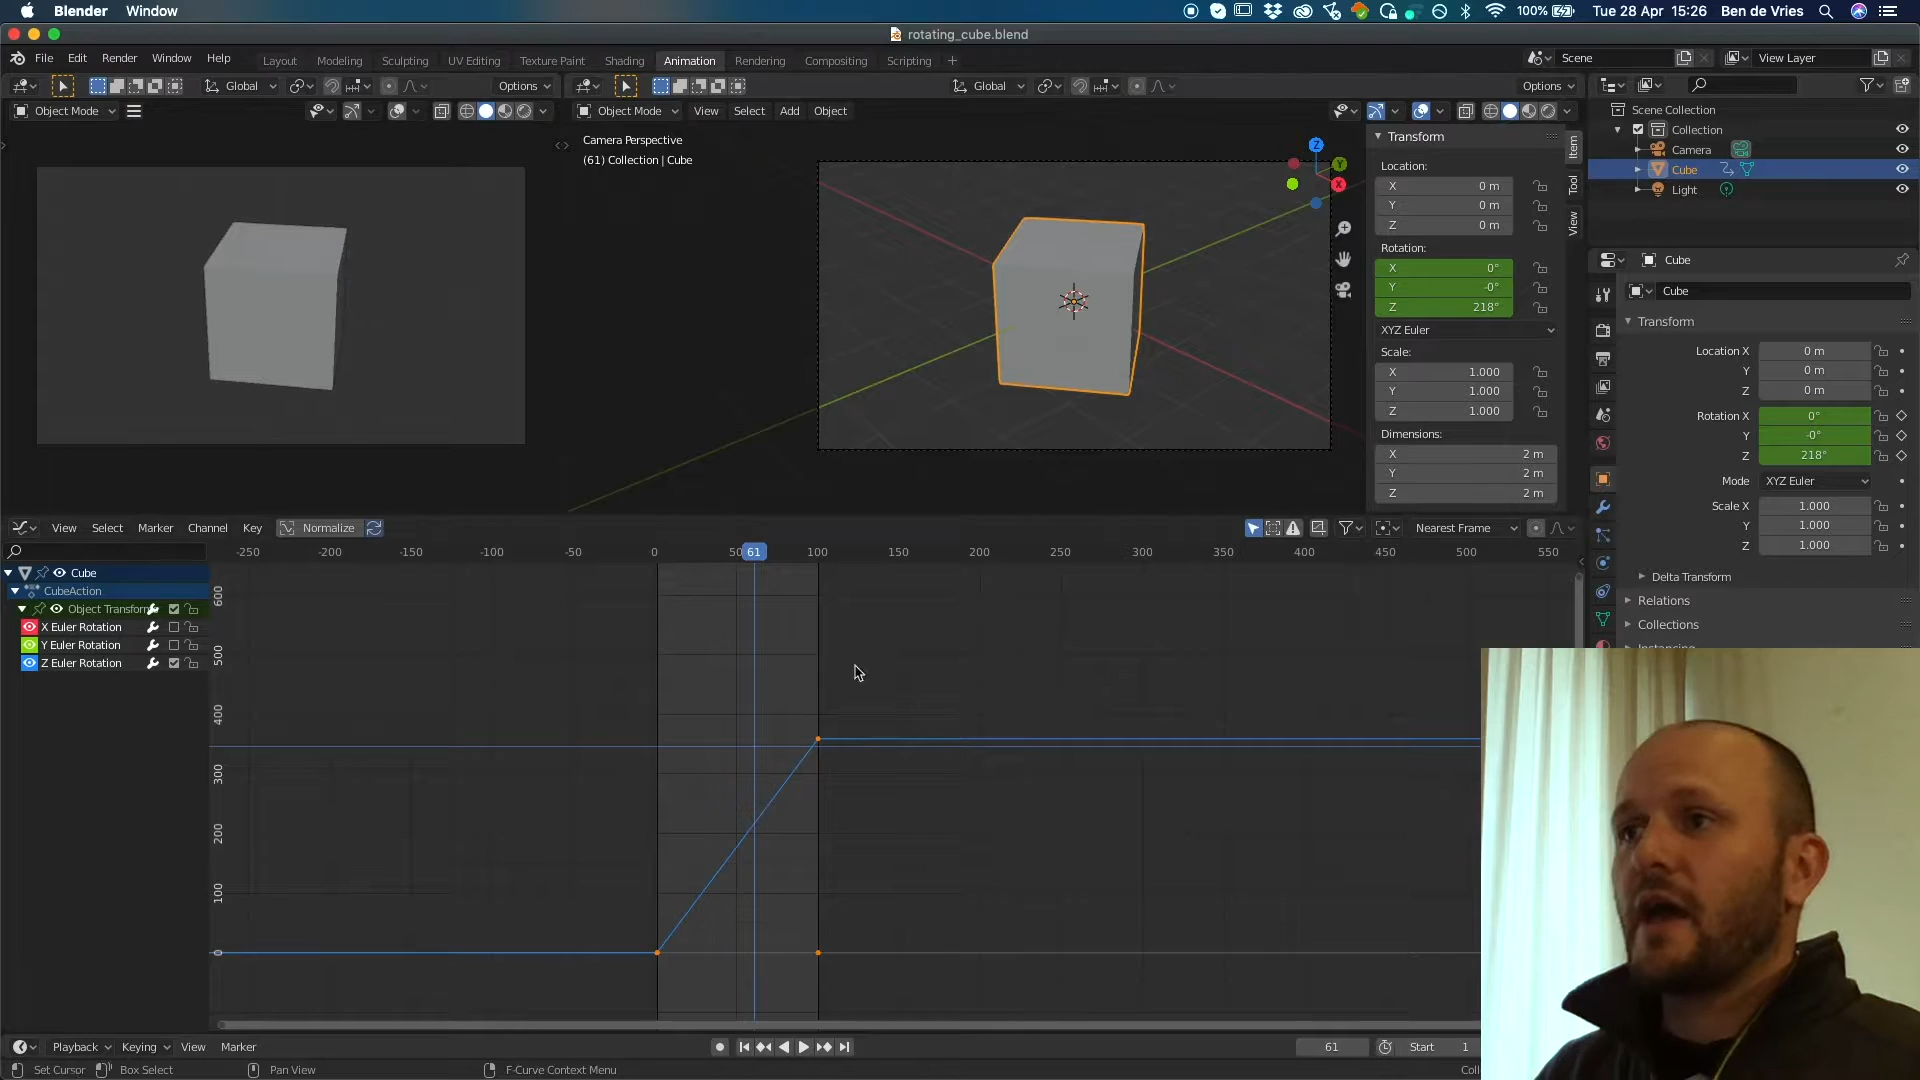 Blender Window 100% Tue 28 Apr 15:26 Ben de Vries
rotating_cube.blend
File Edit Render Window Help Layout Modeling Sculpting UV Editing Texture Paint Shading Animation Rendering Compositing Scripting + Scene View Layer
Global Options Global Options
Object Mode Object Mode View Select Add Object
Camera Perspective
(61) Collection | Cube
Z
Y
X
Transform
Location:
X 0 m
Y 0 m
Z 0 m
Rotation:
X 0°
Y -0°
Z 218°
XYZ Euler
Scale:
X 1.000
Y 1.000
Z 1.000
Dimensions:
X 2 m
Y 2 m
Z 2 m
Item
Tool
View
Scene Collection
Collection
Camera
Cube
Light
Cube
Cube
Transform
Location X 0 m
Y 0 m
Z 0 m
Rotation X 0°
Y -0°
Z 218°
Mode XYZ Euler
Scale X 1.000
Y 1.000
Z 1.000
Delta Transform
Relations
Collections
View Select Marker Channel Key Normalize Nearest Frame
-250 -200 -150 -100 -50 0 50 61 100 150 200 250 300 350 400 450 500 550
Cube
CubeAction
Object Transform
X Euler Rotation
Y Euler Rotation
Z Euler Rotation
600
500
400
300
200
100
0
Playback Keying View Marker 61 Start 1
Set Cursor Box Select Pan View F-Curve Context Menu Coll